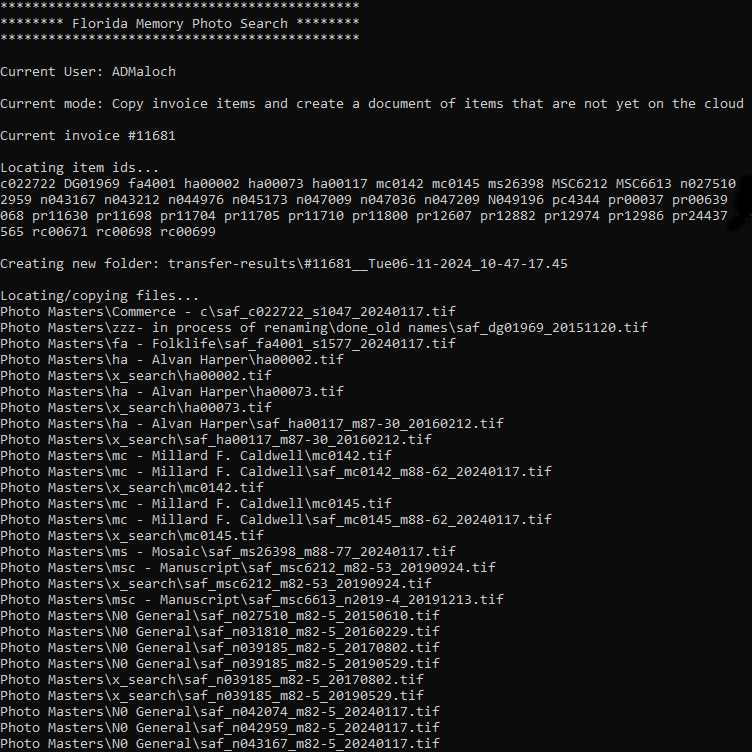 *********************************************
******** Florida Memory Photo Search ********
*********************************************
Current User: ADMaloch
Current mode: Copy invoice items and create a document of items that are not yet on the cloud
Current invoice #11681
Locating item ids...
c022722 DG01969 fa4001 ha00002 ha00073 ha00117 mc0142 mc0145 ms26398 MSC6212 MSC6613 n027510
2959 n043167 n043212 n044976 n045173 n047009 n047036 n047209 N049196 pc4344 pr00037 pr00639
068 pr11630 pr11698 pr11704 pr11705 pr11710 pr11800 pr12607 pr12882 pr12974 pr12986 pr24437
565 rc00671 rc00698 rc00699
Creating new folder: transfer-results\#11681__Tue06-11-2024_10-47-17.45
Locating/copying files...
Photo Masters\Commerce - c\saf_c022722_s1047_20240117.tif
Photo Masters\zzz- in process of renaming\done_old names\saf_dg01969_20151120.tif
Photo Masters\fa - Folklife\saf_fa4001_s1577_20240117.tif
Photo Masters\ha - Alvan Harper\ha00002.tif
Photo Masters\x_search\ha00002.tif
Photo Masters\ha - Alvan Harper\ha00073.tif
Photo Masters\x_search\ha00073.tif
Photo Masters\ha - Alvan Harper\saf_ha00117_m87-30_20160212.tif
Photo Masters\x_search\saf_ha00117_m87-30_20160212.tif
Photo Masters\mc - Millard F. Caldwell\mc0142.tif
Photo Masters\mc - Millard F. Caldwell\saf_mc0142_m88-62_20240117.tif
Photo Masters\x_search\mc0142.tif
Photo Masters\mc - Millard F. Caldwell\mc0145.tif
Photo Masters\mc - Millard F. Caldwell\saf_mc0145_m88-62_20240117.tif
Photo Masters\x_search\mc0145.tif
Photo Masters\ms - Mosaic\saf_ms26398_m88-77_20240117.tif
Photo Masters\msc - Manuscript\saf_msc6212_m82-53_20190924.tif
Photo Masters\x_search\saf_msc6212_m82-53_20190924.tif
Photo Masters\msc - Manuscript\saf_msc6613_n2019-4_20191213.tif
Photo Masters\N0 General\saf_n027510_m82-5_20150610.tif
Photo Masters\N0 General\saf_n031810_m82-5_20160229.tif
Photo Masters\N0 General\saf_n039185_m82-5_20170802.tif
Photo Masters\N0 General\saf_n039185_m82-5_20190529.tif
Photo Masters\x_search\saf_n039185_m82-5_20170802.tif
Photo Masters\x_search\saf_n039185_m82-5_20190529.tif
Photo Masters\N0 General\saf_n042074_m82-5_20240117.tif
Photo Masters\N0 General\saf_n042959_m82-5_20240117.tif
Photo Masters\N0 General\saf_n043167_m82-5_20240117.tif